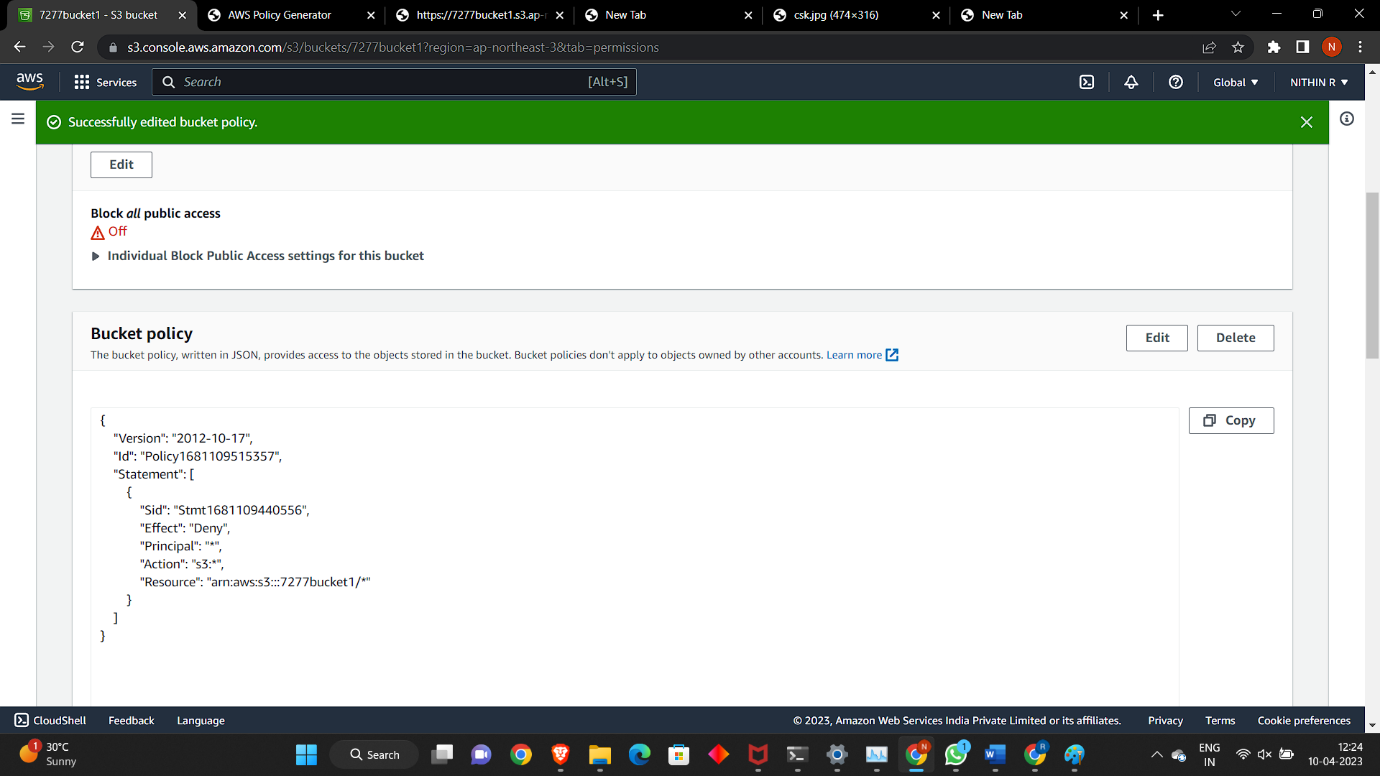 7277bucket1 - S3 bucket
AWS Policy Generator
https://7277bucket1.s3.ap-
New Tab
csk.jpg (474×316)
New Tab
s3.console.aws.amazon.com/s3/buckets/7277bucket1?region=ap-northeast-3&tab=permissions
N
aws
Services
Search
[Alt+S]
Global
NITHIN R
Successfully edited bucket policy.
Edit
Block all public access
Off
Individual Block Public Access settings for this bucket
Bucket policy
Edit
Delete
The bucket policy, written in JSON, provides access to the objects stored in the bucket. Bucket policies don't apply to objects owned by other accounts. Learn more
Copy
{
"Version": "2012-10-17",
"Id": "Policy1681109515357",
"Statement": [
{
"Sid": "Stmt1681109440556",
"Effect": "Deny",
"Principal": "*",
"Action": "s3:*",
"Resource": "arn:aws:s3:::7277bucket1/*"
}
]
}
CloudShell
Feedback
Language
© 2023, Amazon Web Services India Private Limited or its affiliates.
Privacy
Terms
Cookie preferences
1
30°C
Sunny
Search
N
1
W
R
ENG
IN
12:24
10-04-2023